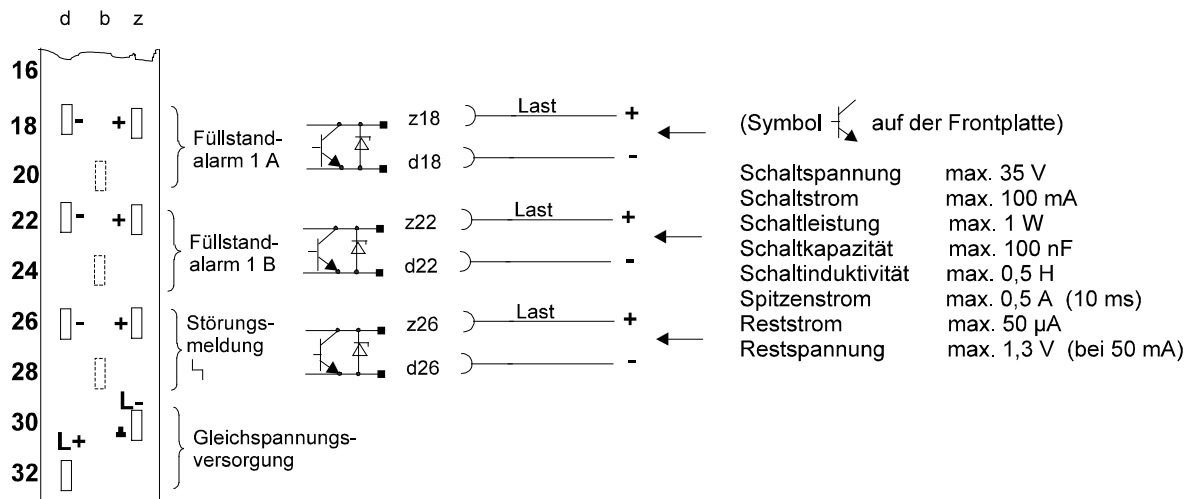 d b z
16
18 - + Füllstand-
alarm 1 A
20
22 - + Füllstand-
alarm 1 B
24
26 - + Störungs-
meldung
28
L-
30
L+ Gleichspannungs-
versorgung
32
z18 Last +
d18 -
z22 Last +
d22 -
z26 Last +
d26 -
(Symbol auf der Frontplatte)
Schaltspannung max. 35 V
Schaltstrom max. 100 mA
Schaltleistung max. 1 W
Schaltkapazität max. 100 nF
Schaltinduktivität max. 0,5 H
Spitzenstrom max. 0,5 A (10 ms)
Reststrom max. 50 µA
Restspannung max. 1,3 V (bei 50 mA)